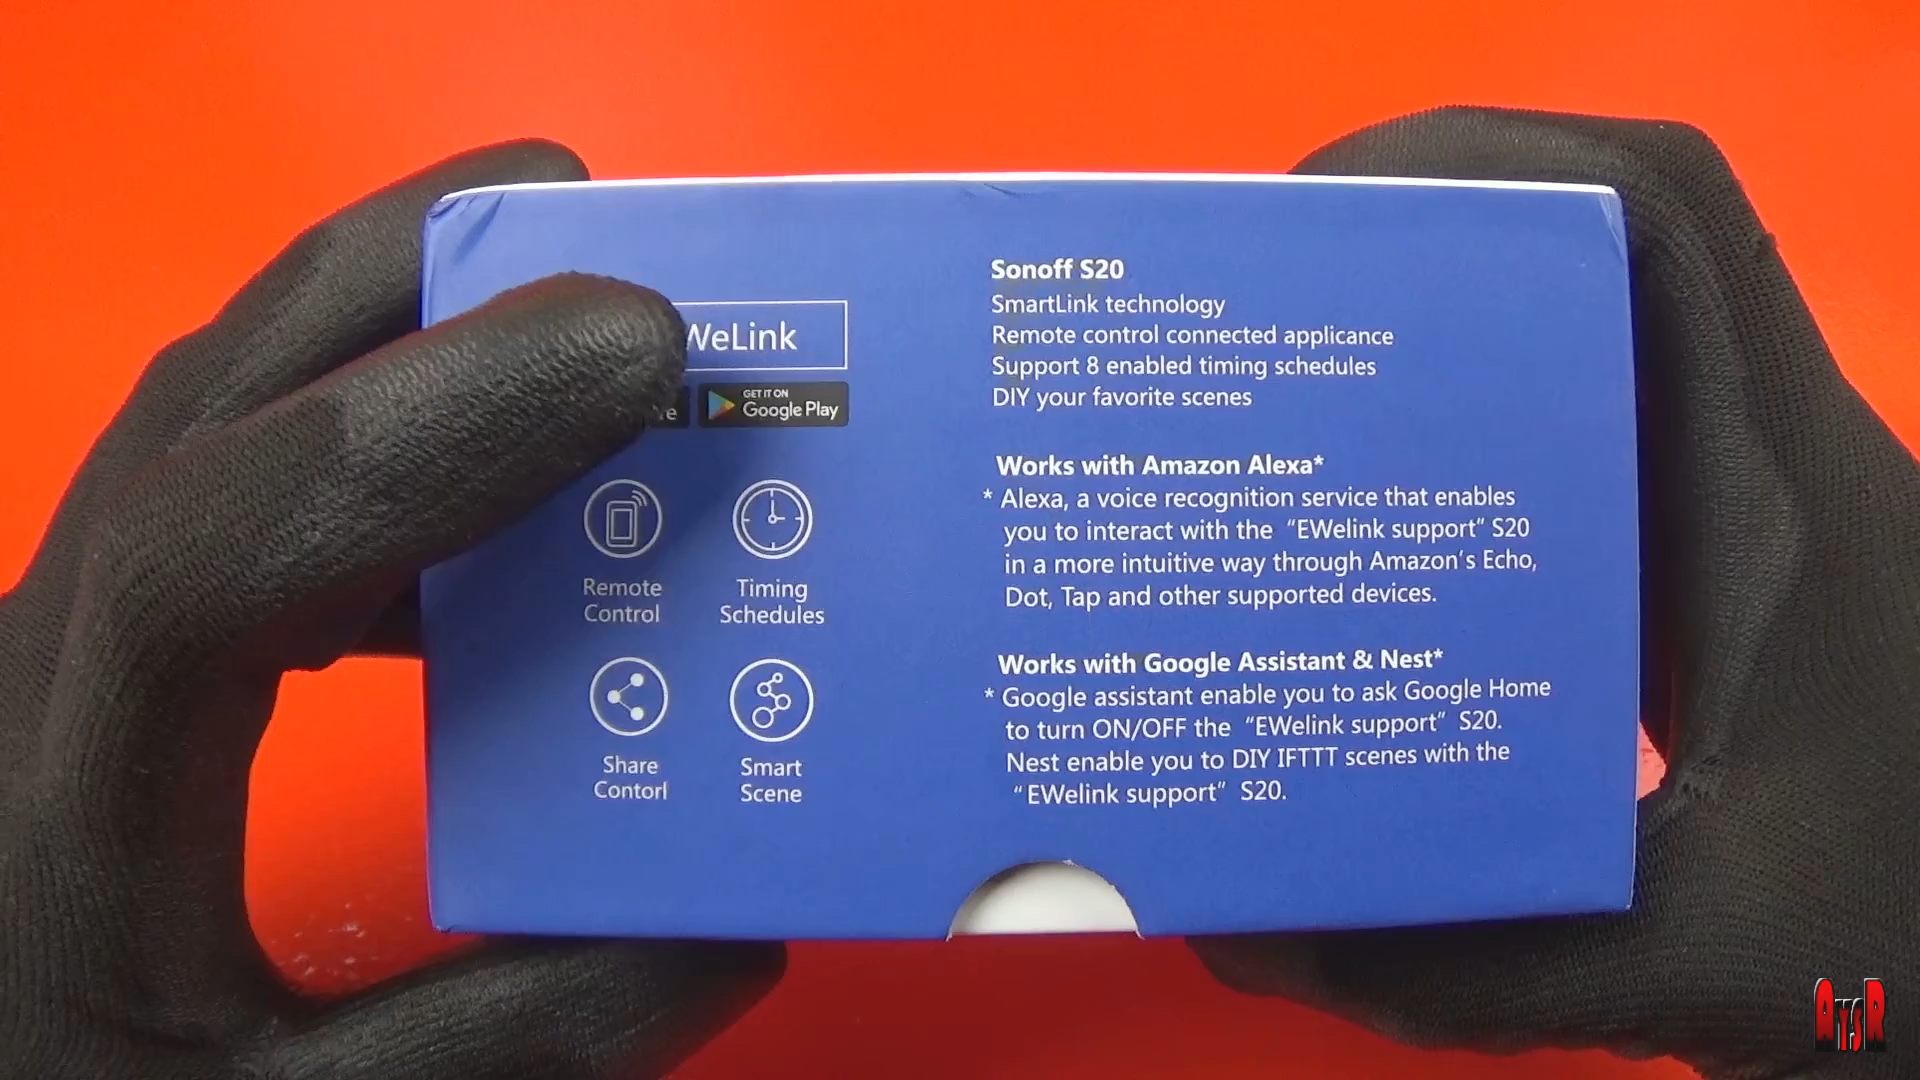 WeLink
GET IT ON
Google Play
Remote
Control
Timing
Schedules
Share
Contorl
Smart
Scene
Sonoff S20
SmartLink technology
Remote control connected applicance
Support 8 enabled timing schedules
DIY your favorite scenes
Works with Amazon Alexa*
* Alexa, a voice recognition service that enables
you to interact with the “EWelink support” S20
in a more intuitive way through Amazon's Echo,
Dot, Tap and other supported devices.
Works with Google Assistant & Nest*
* Google assistant enable you to ask Google Home
to turn ON/OFF the “EWelink support” S20.
Nest enable you to DIY IFTTT scenes with the
“EWelink support” S20.
AYSR